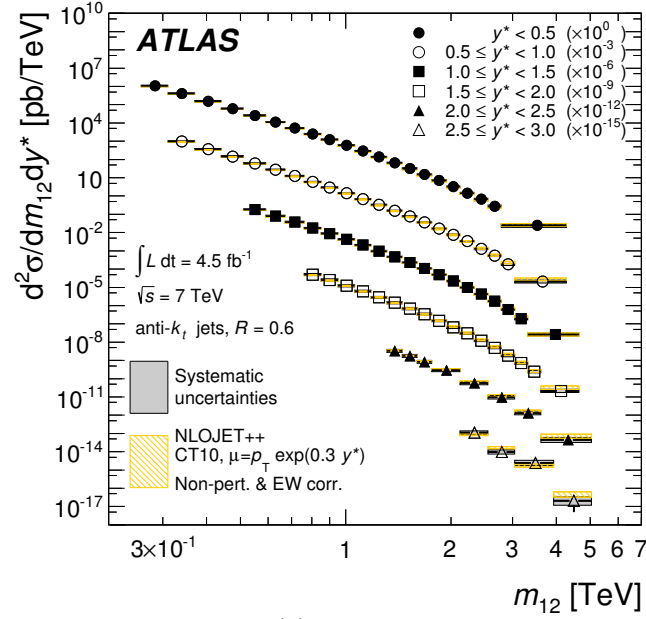 ATLAS
y* < 0.5 (×10⁰)
0.5 ≤ y* < 1.0 (×10⁻³)
1.0 ≤ y* < 1.5 (×10⁻⁶)
1.5 ≤ y* < 2.0 (×10⁻⁹)
2.0 ≤ y* < 2.5 (×10⁻¹²)
2.5 ≤ y* < 3.0 (×10⁻¹⁵)
d²σ/dm₁₂dy* [pb/TeV]
10¹⁰
10⁷
10⁴
10
10⁻²
10⁻⁵
10⁻⁸
10⁻¹¹
10⁻¹⁴
10⁻¹⁷
∫ L dt = 4.5 fb⁻¹
√s = 7 TeV
anti-kₜ jets, R = 0.6
Systematic
uncertainties
NLOJET++
CT10, μ=p_T exp(0.3 y*)
Non-pert. & EW corr.
3×10⁻¹ 1 2 3 4 5 6 7
m₁₂ [TeV]